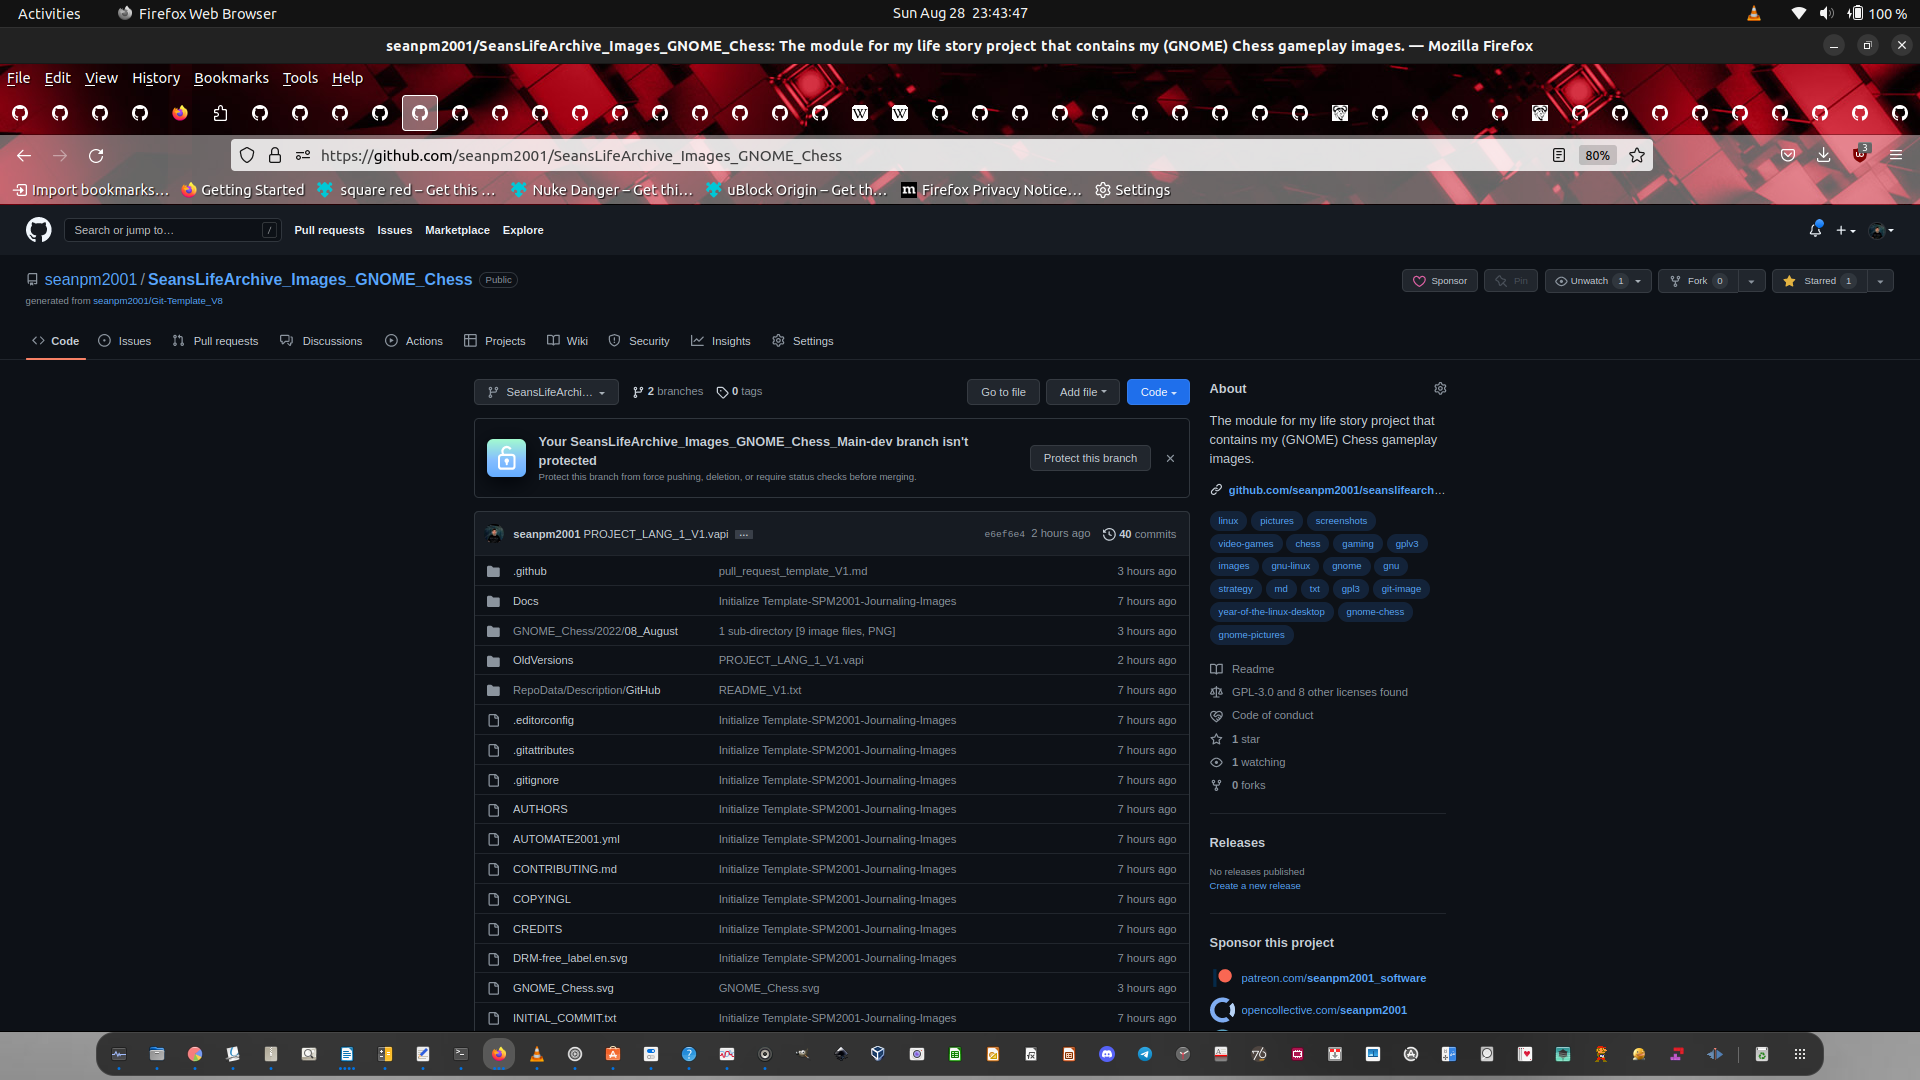 Activities Firefox Web Browser Sun Aug 28 23:43:47 100 %
seanpm2001/SeansLifeArchive_Images_GNOME_Chess: The module for my life story project that contains my (GNOME) Chess gameplay images. — Mozilla Firefox
File Edit View History Bookmarks Tools Help
https://github.com/seanpm2001/SeansLifeArchive_Images_GNOME_Chess 80% 3
Import bookmarks… Getting Started square red – Get this … Nuke Danger – Get thi… uBlock Origin – Get th… Firefox Privacy Notice… Settings
Search or jump to… / Pull requests Issues Marketplace Explore
seanpm2001 / SeansLifeArchive_Images_GNOME_Chess Public Sponsor Pin Unwatch 1 Fork 0 Starred 1
generated from seanpm2001/Git-Template_V8
Code Issues Pull requests Discussions Actions Projects Wiki Security Insights Settings
SeansLifeArchi… 2 branches 0 tags Go to file Add file Code
Your SeansLifeArchive_Images_GNOME_Chess_Main-dev branch isn't
protected
Protect this branch from force pushing, deletion, or require status checks before merging.
Protect this branch
seanpm2001 PROJECT_LANG_1_V1.vapi … e6ef6e4 2 hours ago 40 commits
.github pull_request_template_V1.md 3 hours ago
Docs Initialize Template-SPM2001-Journaling-Images 7 hours ago
GNOME_Chess/2022/08_August 1 sub-directory [9 image files, PNG] 3 hours ago
OldVersions PROJECT_LANG_1_V1.vapi 2 hours ago
RepoData/Description/GitHub README_V1.txt 7 hours ago
.editorconfig Initialize Template-SPM2001-Journaling-Images 7 hours ago
.gitattributes Initialize Template-SPM2001-Journaling-Images 7 hours ago
.gitignore Initialize Template-SPM2001-Journaling-Images 7 hours ago
AUTHORS Initialize Template-SPM2001-Journaling-Images 7 hours ago
AUTOMATE2001.yml Initialize Template-SPM2001-Journaling-Images 7 hours ago
CONTRIBUTING.md Initialize Template-SPM2001-Journaling-Images 7 hours ago
COPYINGL Initialize Template-SPM2001-Journaling-Images 7 hours ago
CREDITS Initialize Template-SPM2001-Journaling-Images 7 hours ago
DRM-free_label.en.svg Initialize Template-SPM2001-Journaling-Images 7 hours ago
GNOME_Chess.svg GNOME_Chess.svg 3 hours ago
INITIAL_COMMIT.txt Initialize Template-SPM2001-Journaling-Images 7 hours ago
About
The module for my life story project that
contains my (GNOME) Chess gameplay
images.
github.com/seanpm2001/seanslifearch…
linux pictures screenshots
video-games chess gaming gplv3
images gnu-linux gnome gnu
strategy md txt gpl3 git-image
year-of-the-linux-desktop gnome-chess
gnome-pictures
Readme
GPL-3.0 and 8 other licenses found
Code of conduct
1 star
1 watching
0 forks
Releases
No releases published
Create a new release
Sponsor this project
patreon.com/seanpm2001_software
opencollective.com/seanpm2001